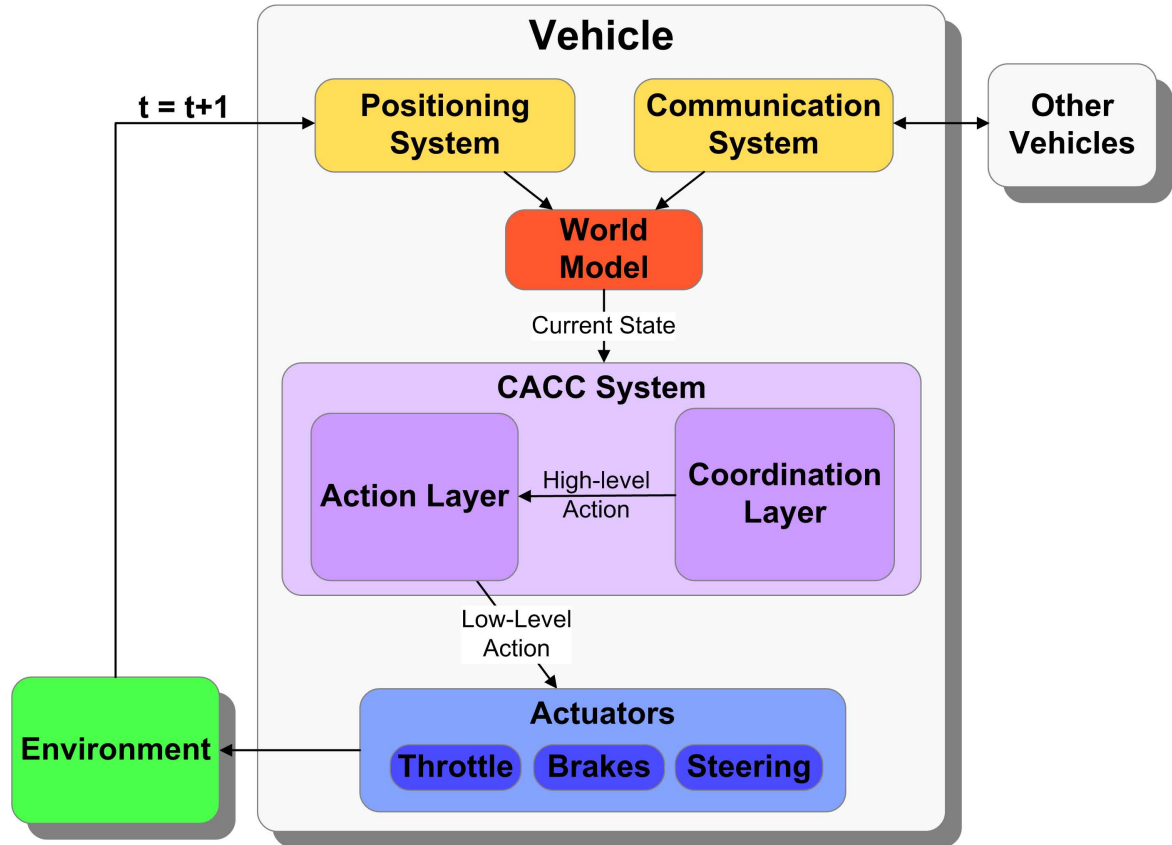 Vehicle
t = t+1
Positioning
System
Communication
System
Other
Vehicles
World
Model
Current State
CACC System
Action Layer
High-level
Action
Coordination
Layer
Low-Level
Action
Actuators
Throttle
Brakes
Steering
Environment